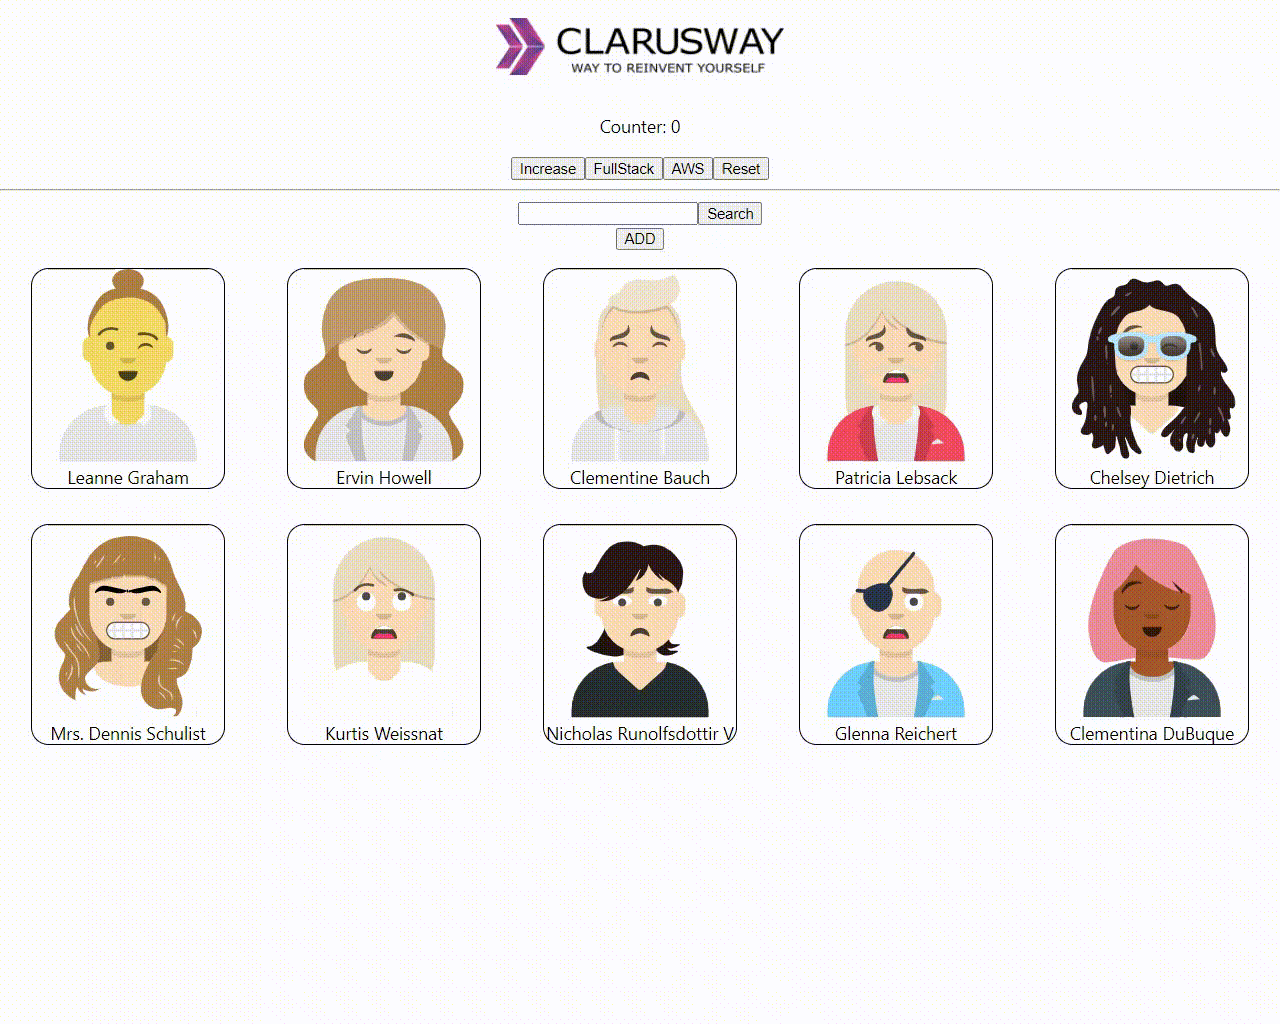 CLARUSWAY
WAY TO REINVENT YOURSELF
Counter: 0
Increase FullStack AWS Reset
Search
ADD
Leanne Graham Ervin Howell Clementine Bauch Patricia Lebsack Chelsey Dietrich
Mrs. Dennis Schulist Kurtis Weissnat Nicholas Runolfsdottir V Glenna Reichert Clementina DuBuque